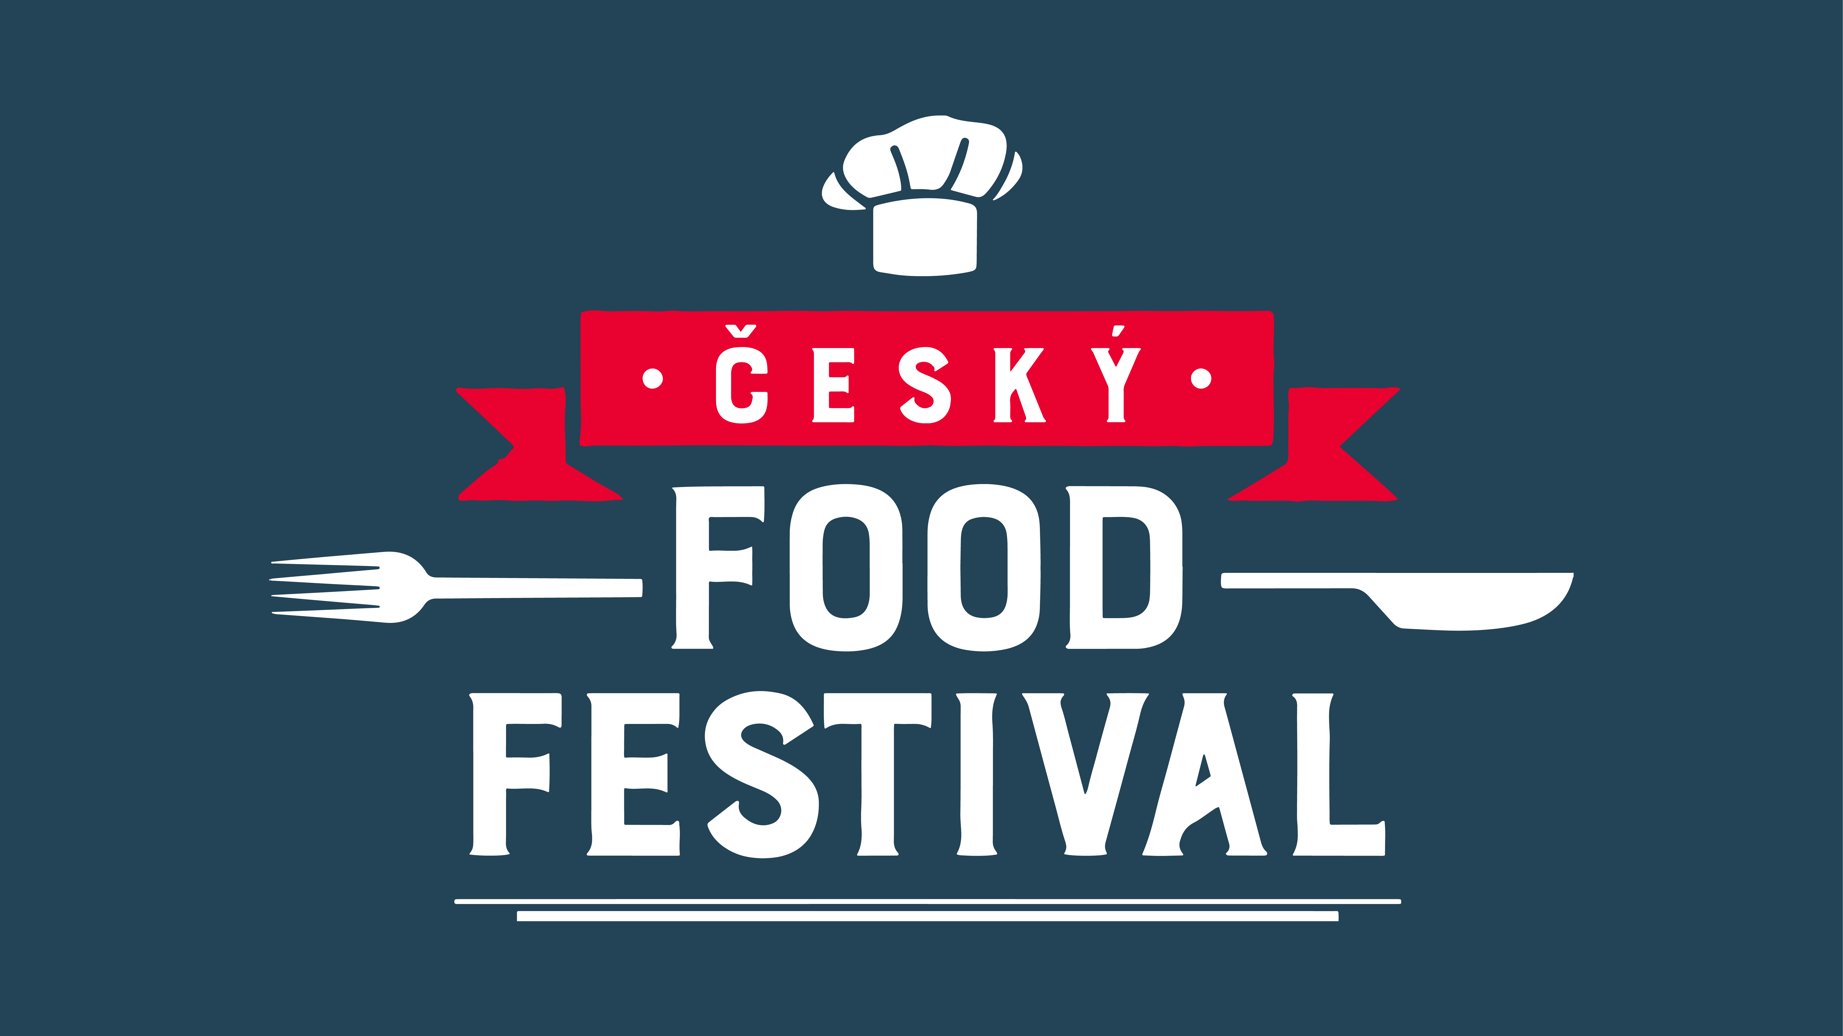 • ČESKÝ •
FOOD
FESTIVAL